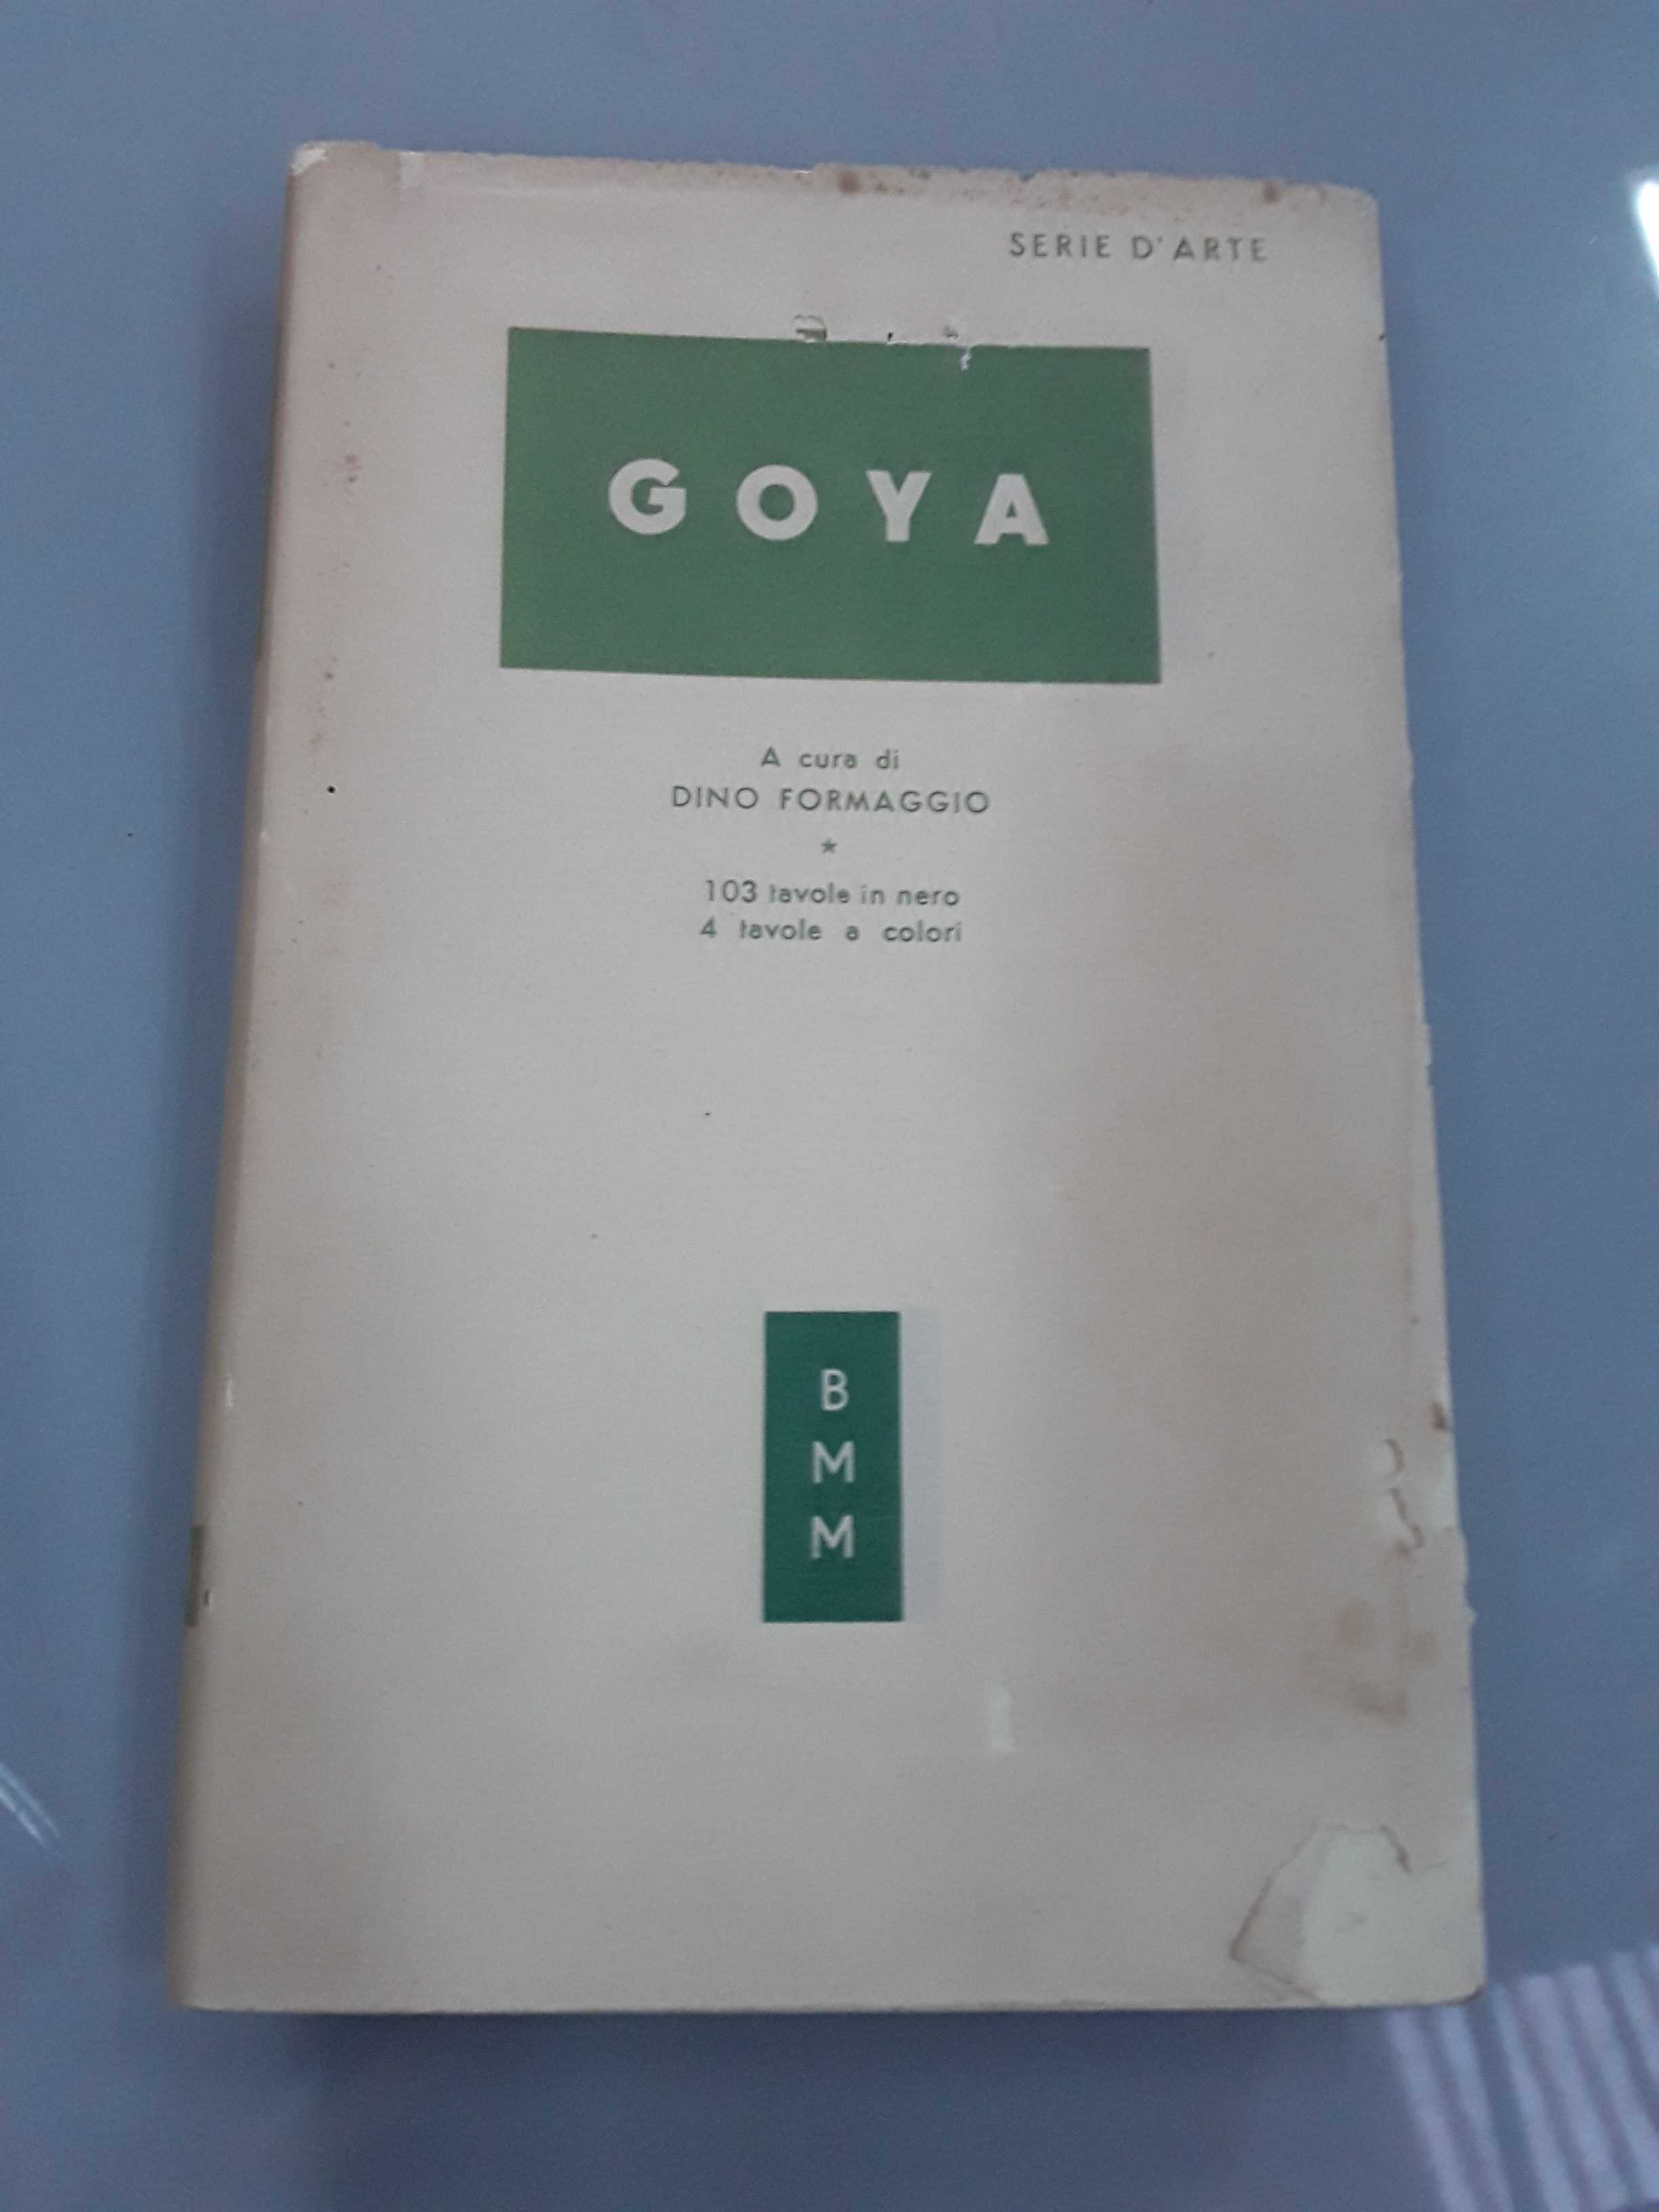 SERIE D'ARTE
GOYA
A cura di
DINO FORMAGGIO
*
103 tavole in nero
4 tavole a colori
B
M
M